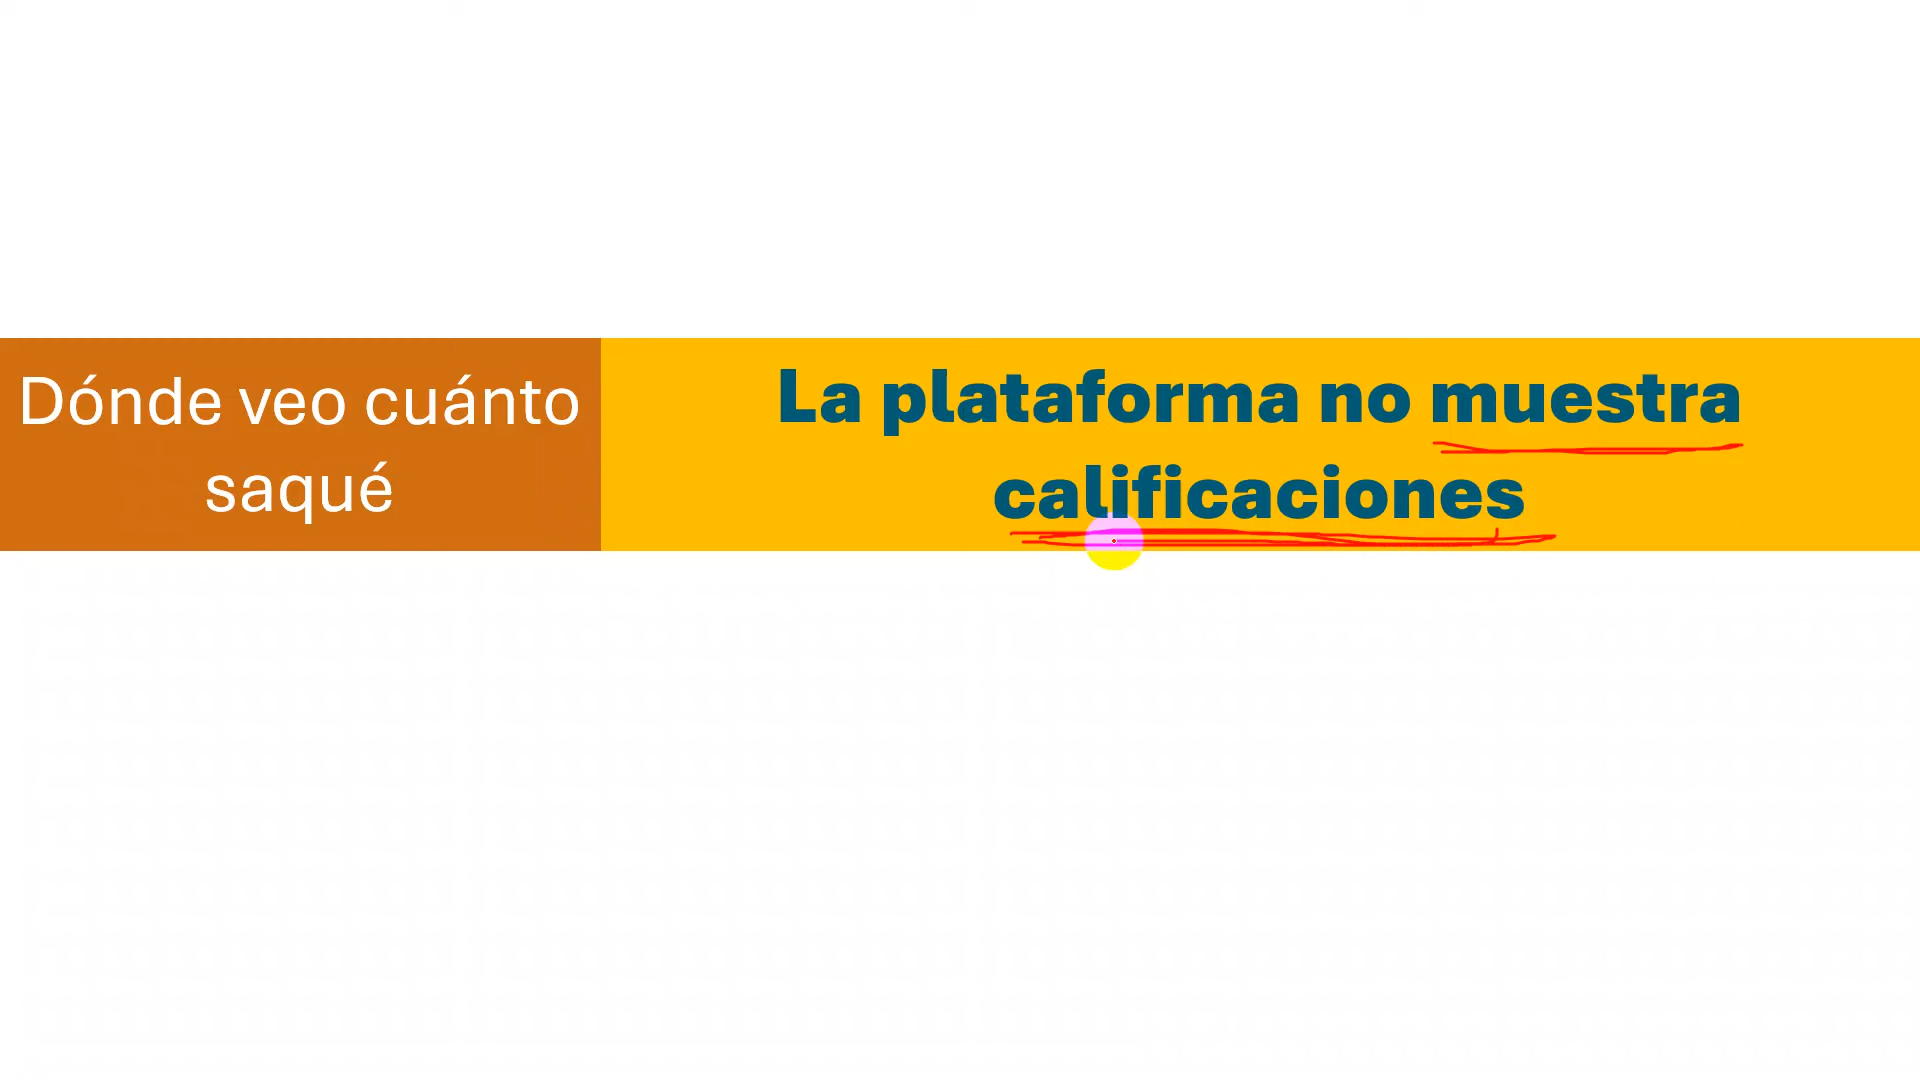 Dónde veo cuánto
saqué
La plataforma no muestra
calificaciones